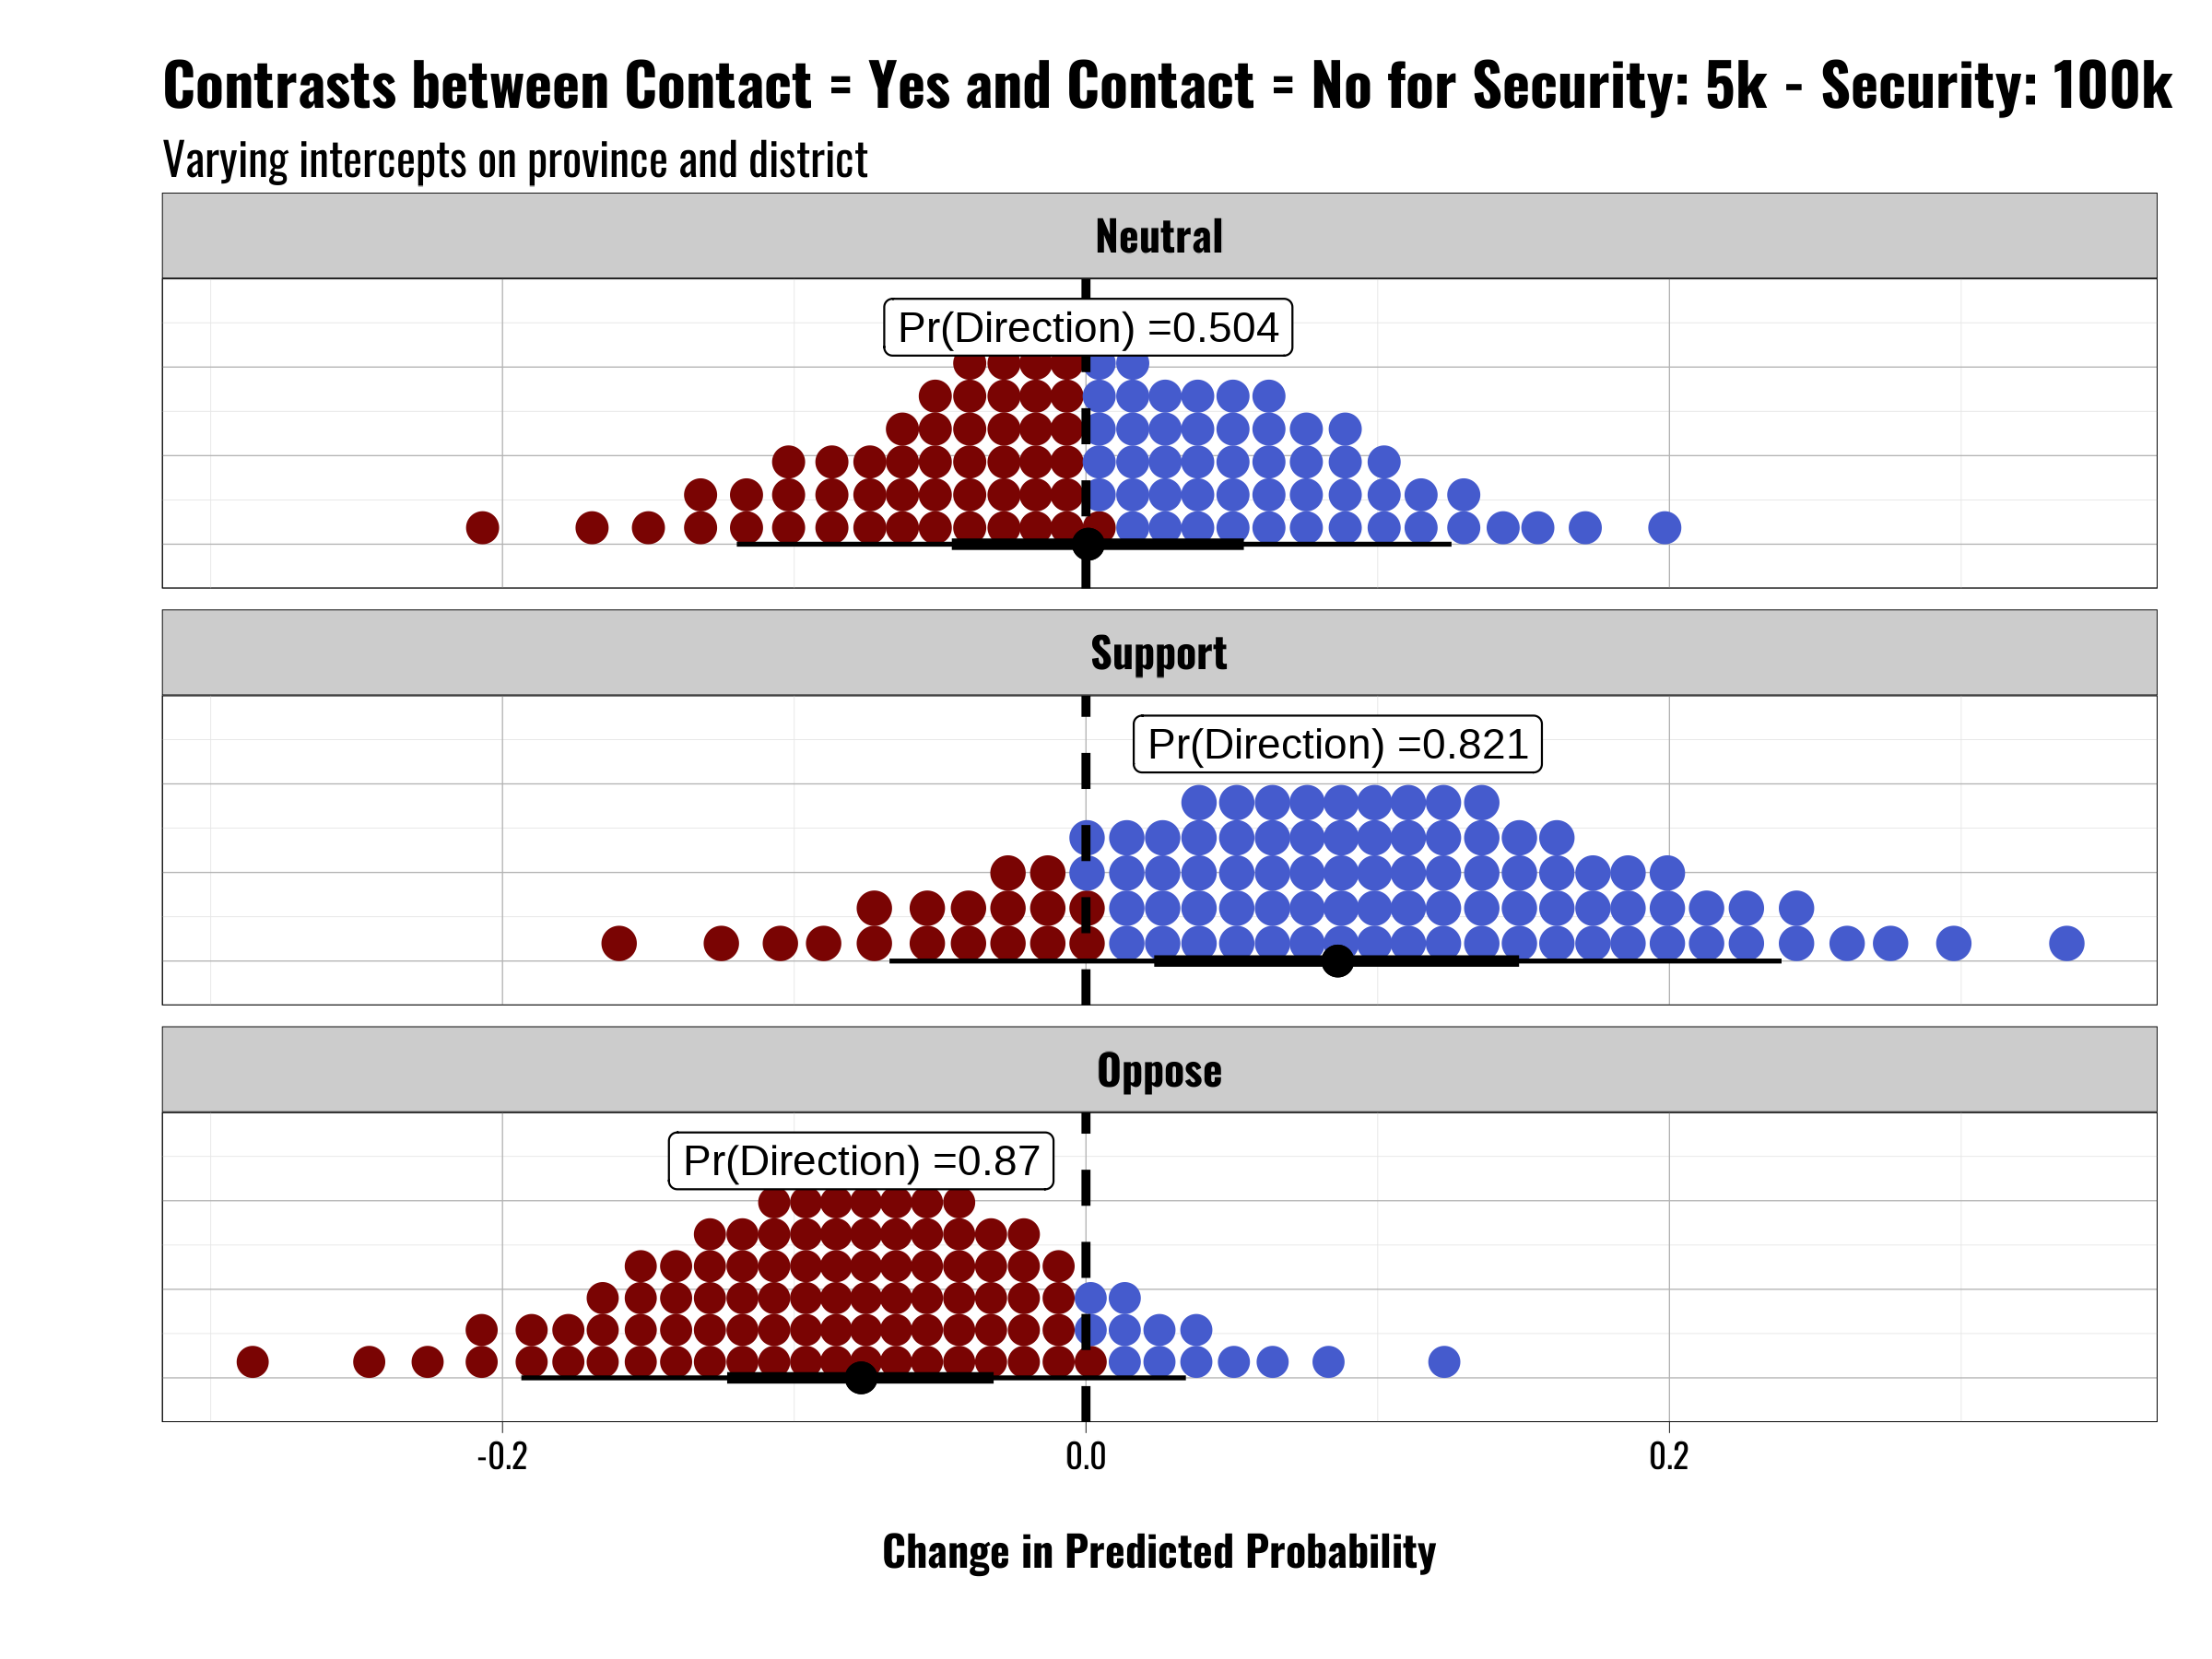 Contrasts between Contact = Yes and Contact = No for Security: 5k - Security: 100k
Varying intercepts on province and district
Neutral
Pr(Direction) =0.504
Support
Pr(Direction) =0.821
Oppose
Pr(Direction) =0.87
-0.2 0.0 0.2
Change in Predicted Probability